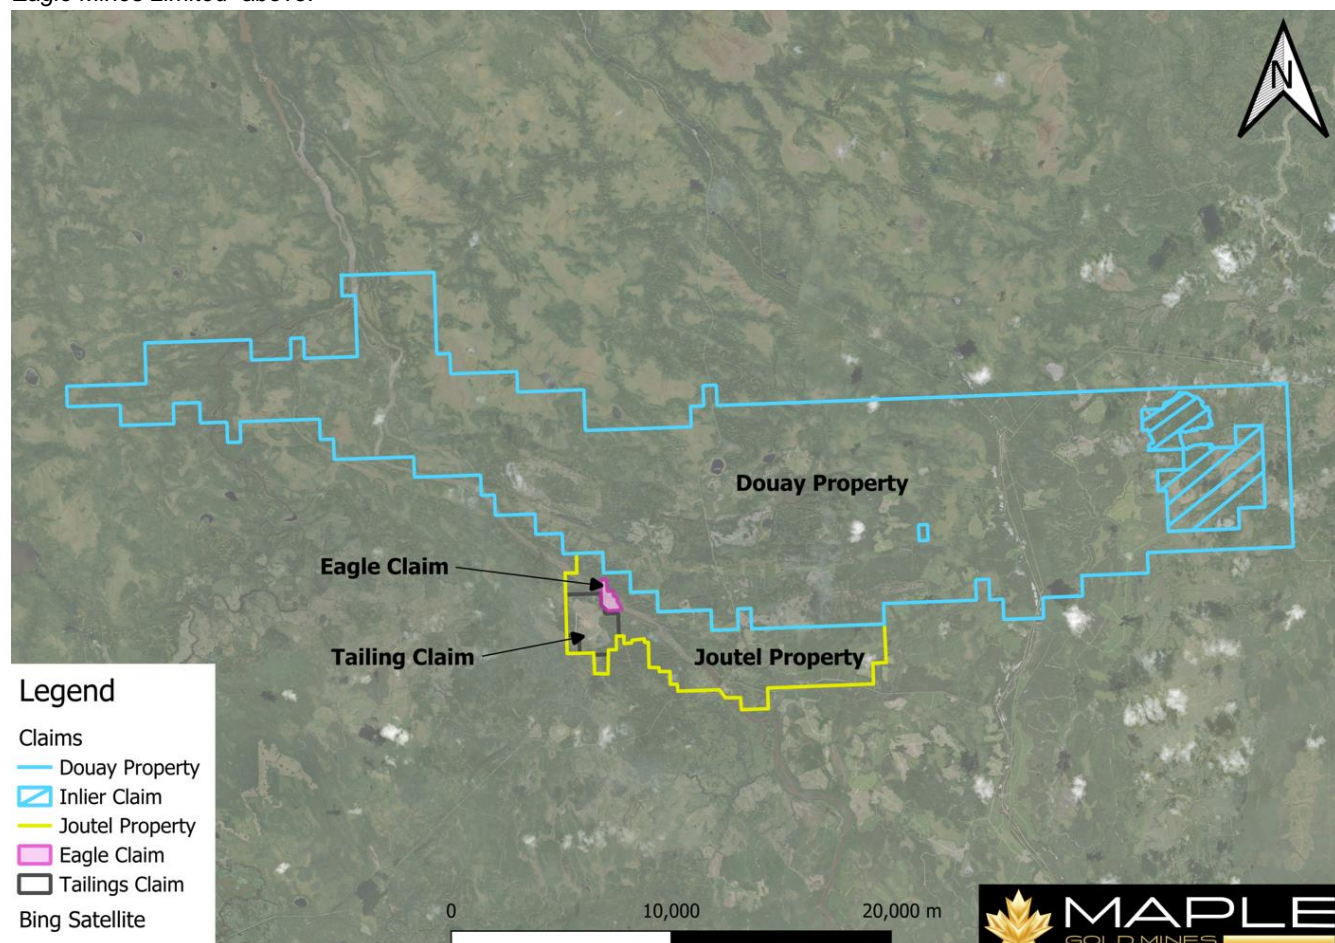 Eagle Mines Limited" above.
N
Douay Property
Eagle Claim
Tailing Claim
Joutel Property
Legend
Claims
Douay Property
Inlier Claim
Joutel Property
Eagle Claim
Tailings Claim
Bing Satellite
0 10,000 20,000 m
MAPLE
GOLD MINES